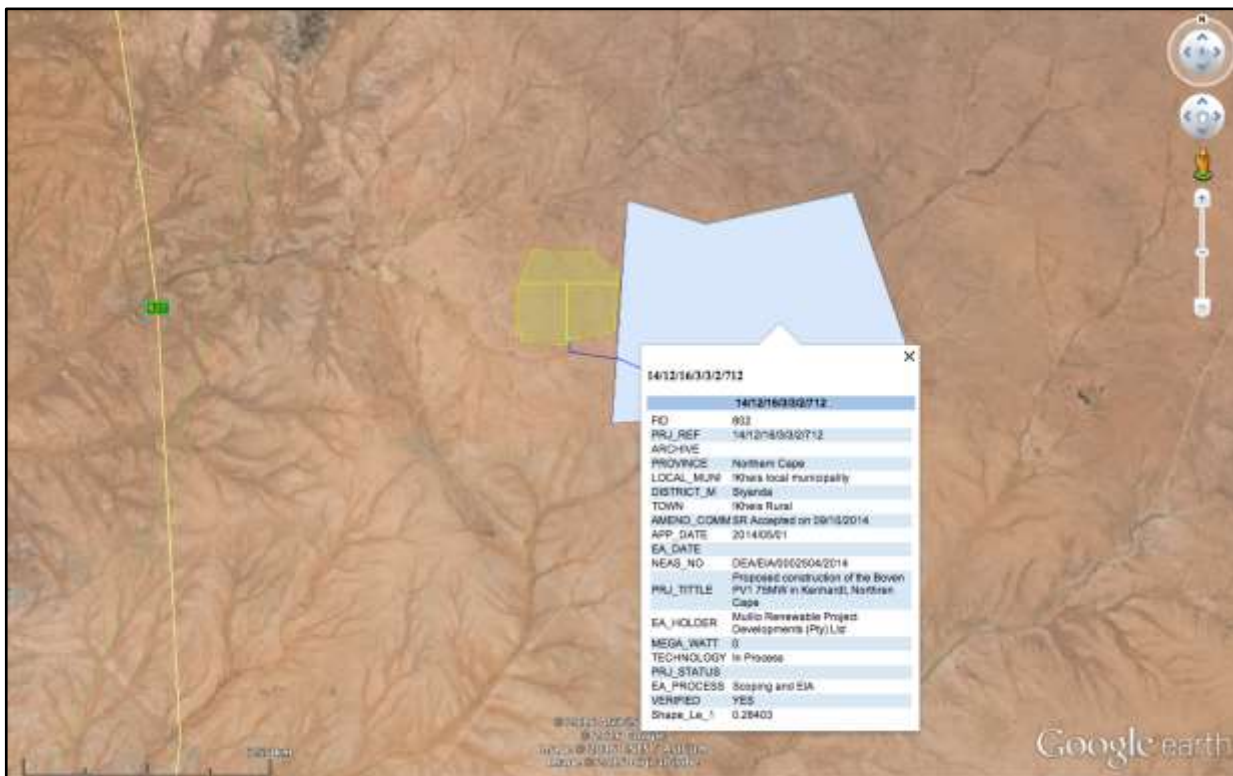 N
14/12/16/3/3/2/712
14/12/16/3/3/2/712
FID 602
PRJ_REF 14/12/16/3/3/2/712
ARCHIVE
PROVINCE Northern Cape
LOCAL_MUNI !Kheis local municipality
DISTRICT_M Siyanda
TOWN !Kheis Rural
AMEND_COMM SR Accepted on 09/10/2014
APP_DATE 2014/05/01
EA_DATE
NEAS_NO DEA/EIA/0002504/2014
PRJ_TITTLE Proposed construction of the Boven
PV1 75MW in Kenhardt, Northren
Cape
EA_HOLDER Mulilo Renewable Project
Developments (Pty) Ltd
MEGA_WATT 0
TECHNOLOGY In Process
PRJ_STATUS
EA_PROCESS Scoping and EIA
VERIFIED YES
Shape_Le_1 0.28403
Google earth